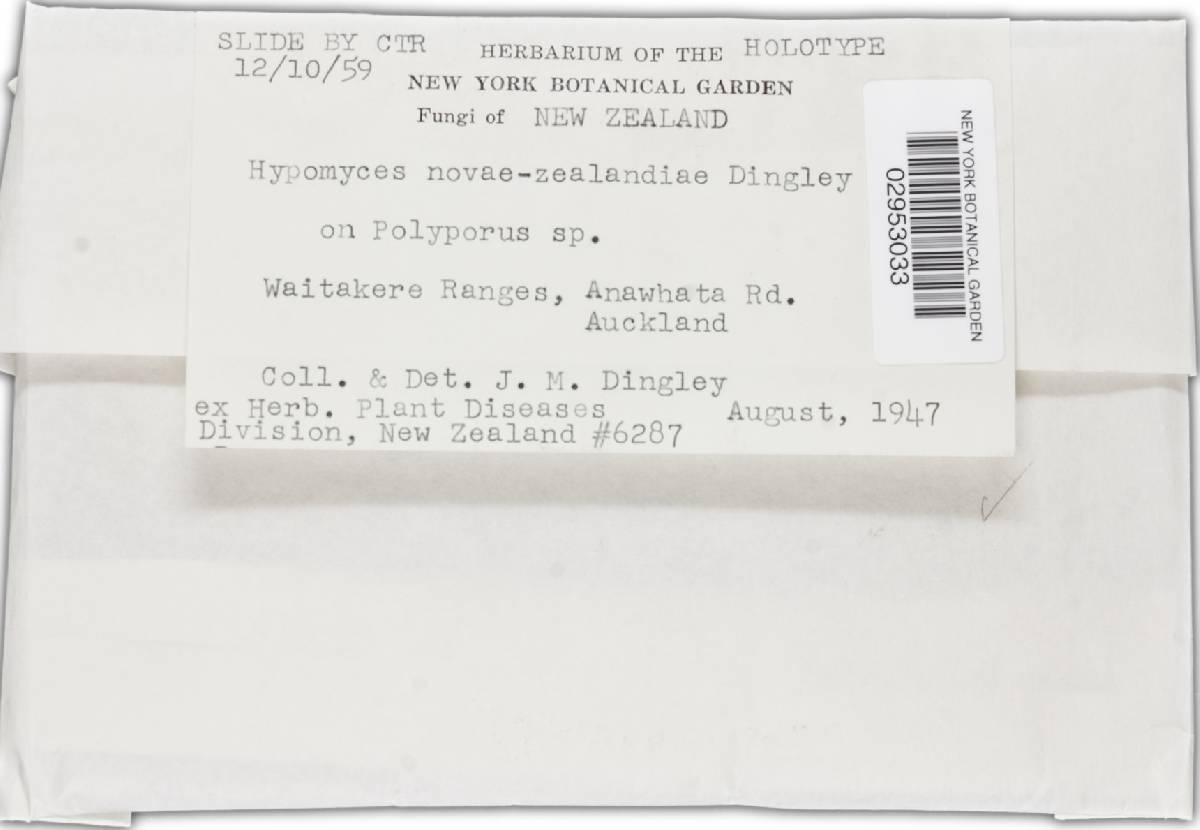 SLIDE BY CTR
12/10/59
HERBARIUM OF THE HOLOTYPE
NEW YORK BOTANICAL GARDEN
Fungi of NEW ZEALAND
Hypomyces novae-zealandiae Dingley
on Polyporus sp.
Waitakere Ranges, Anawhata Rd.
Auckland
Coll. & Det. J. M. Dingley
ex Herb. Plant Diseases August, 1947
Division, New Zealand #6287
NEW YORK BOTANICAL GARDEN
02953033